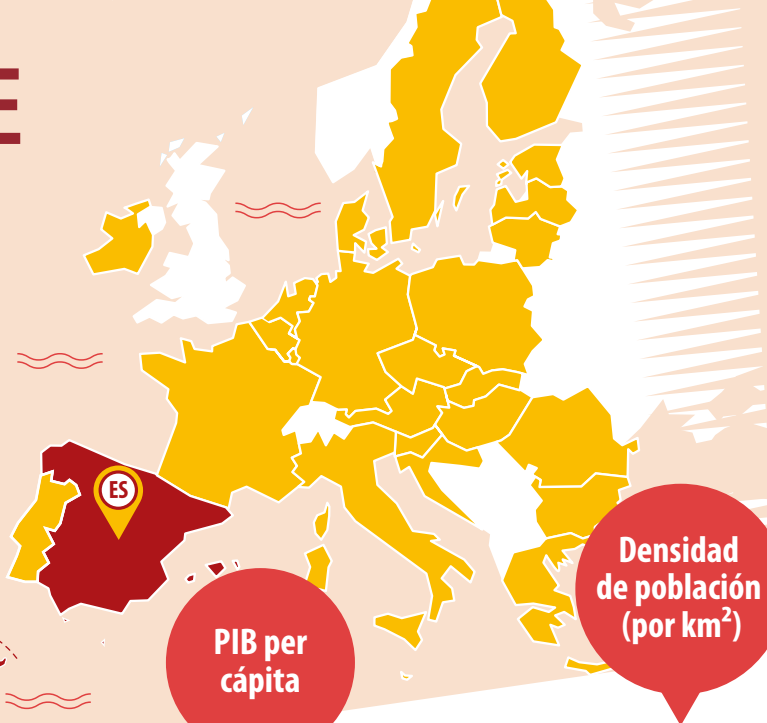 E
ES
Densidad
de población
(por km²)
PIB per
cápita